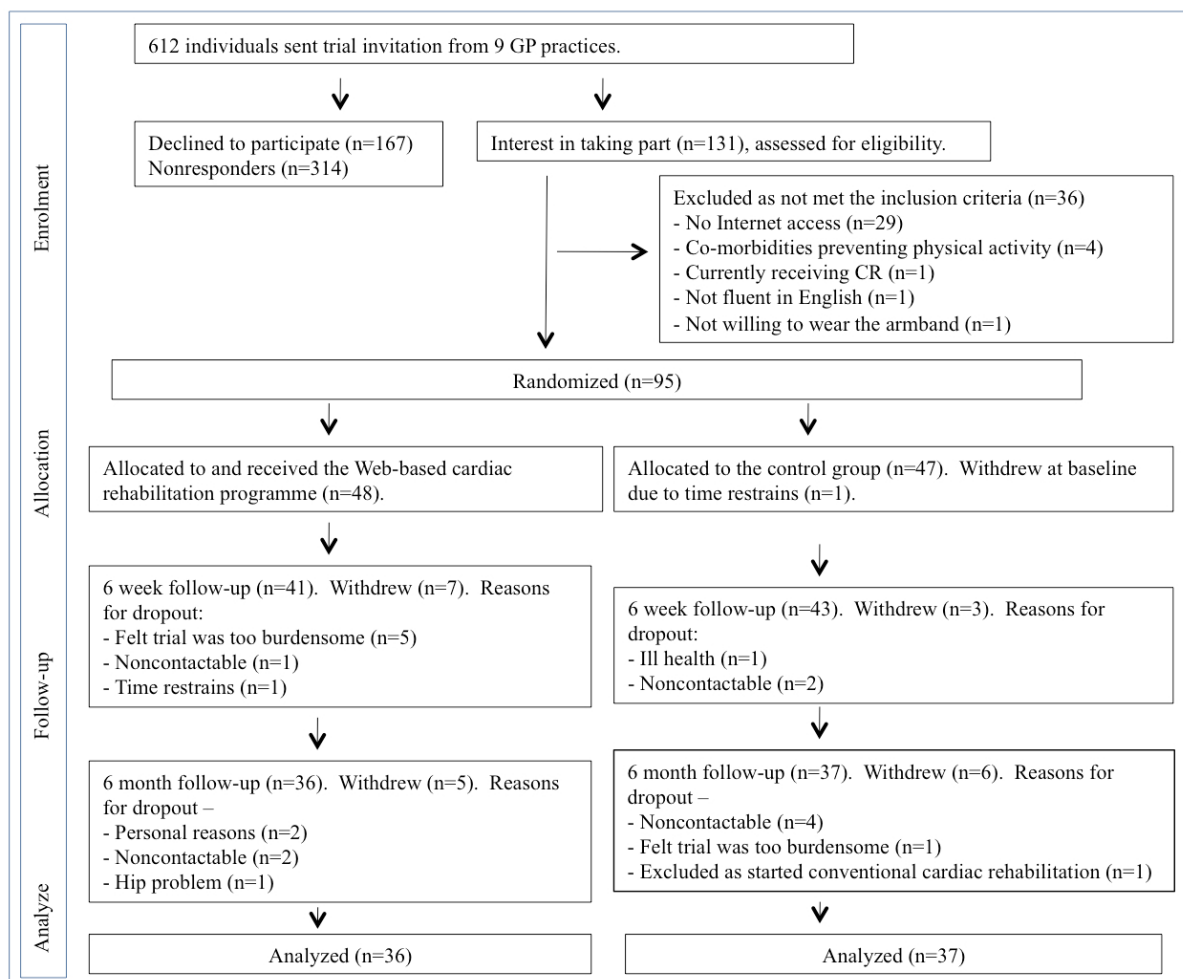 612 individuals sent trial invitation from 9 GP practices.
Declined to participate (n=167)
Nonresponders (n=314)
Interest in taking part (n=131), assessed for eligibility.
Enrolment
Excluded as not met the inclusion criteria (n=36)
- No Internet access (n=29)
- Co-morbidities preventing physical activity (n=4)
- Currently receiving CR (n=1)
- Not fluent in English (n=1)
- Not willing to wear the armband (n=1)
Randomized (n=95)
Allocation
Allocated to and received the Web-based cardiac
rehabilitation programme (n=48).
Allocated to the control group (n=47).  Withdrew at baseline
due to time restrains (n=1).
Follow-up
6 week follow-up (n=41).  Withdrew (n=7).  Reasons
for dropout:
- Felt trial was too burdensome (n=5)
- Noncontactable (n=1)
- Time restrains (n=1)
6 week follow-up (n=43).  Withdrew (n=3).  Reasons for
dropout:
- Ill health (n=1)
- Noncontactable (n=2)
6 month follow-up (n=36).  Withdrew (n=5).  Reasons
for dropout –
- Personal reasons (n=2)
- Noncontactable (n=2)
- Hip problem (n=1)
6 month follow-up (n=37).  Withdrew (n=6).  Reasons for
dropout –
- Noncontactable (n=4)
- Felt trial was too burdensome (n=1)
- Excluded as started conventional cardiac rehabilitation (n=1)
Analyze
Analyzed (n=36)
Analyzed (n=37)